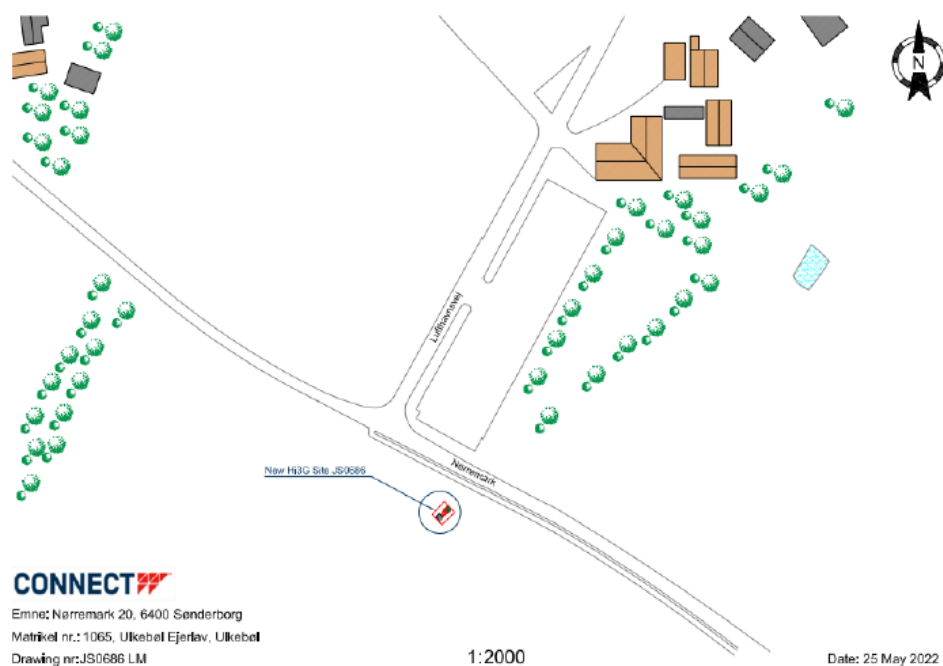 N
Lufthavnsvej
Nørremark
New Hi3G Site JS0686
CONNECT
Emne: Nørremark 20, 6400 Sønderborg
Matrikel nr.: 1065, Ulkebøl Ejerlav, Ulkebøl
Drawing nr:JS0686 LM
1:2000
Date: 25 May 2022